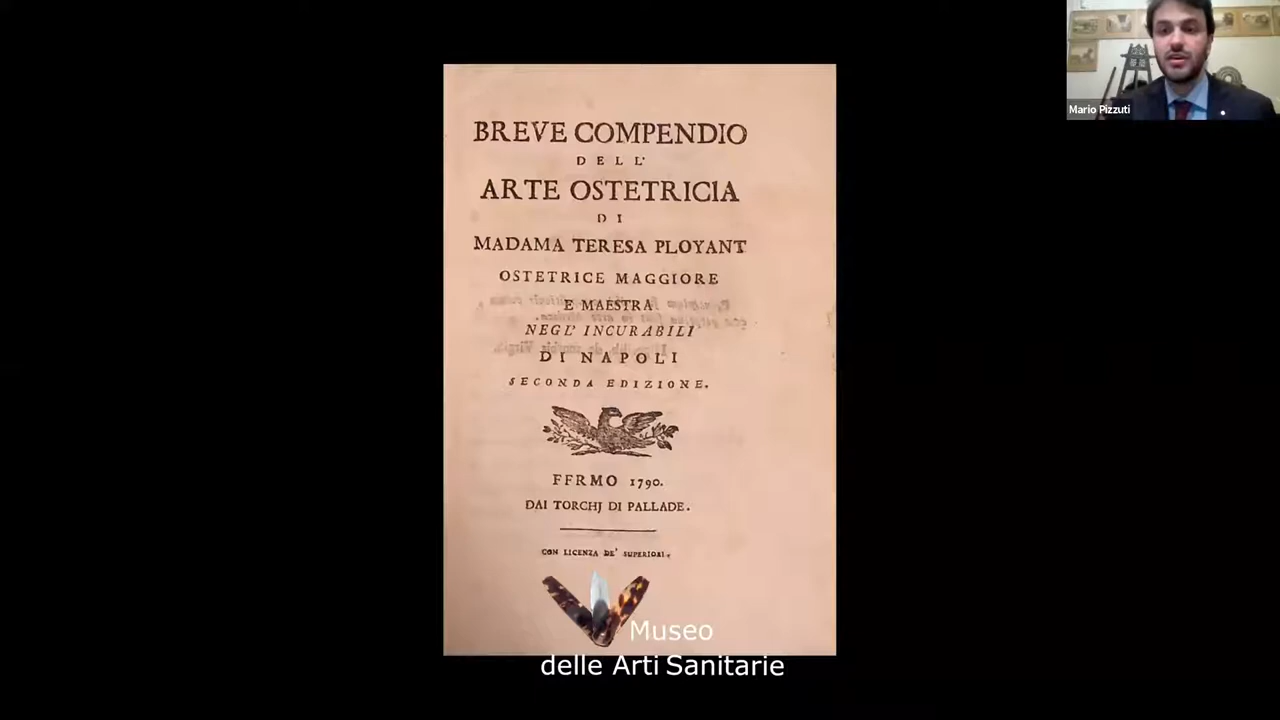 BREVE COMPENDIO
DELL'
ARTE OSTETRICIA
DI
MADAMA TERESA PLOYANT
OSTETRICE MAGGIORE
E MAESTRA
NEGL' INCURABILI
DI NAPOLI
SECONDA EDIZIONE.
FFRMO 1790.
DAI TORCHJ DI PALLADE.
CON LICENZA DE' SUPERIORI.
Museo
delle Arti Sanitarie
Mario Pizzuti